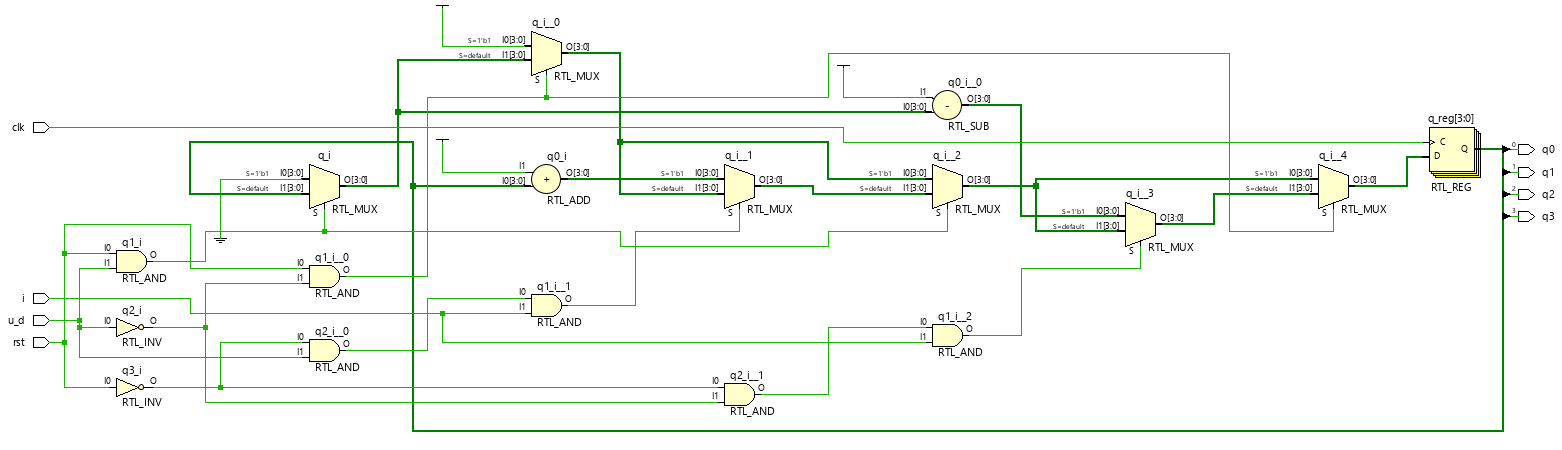 q_i__0
S=1'b1 I0[3:0]
S=default I1[3:0]
O[3:0]
S
RTL_MUX
q0_i__0
I1
I0[3:0]
O[3:0]
-
RTL_SUB
clk
q_i
S=1'b1 I0[3:0]
S=default I1[3:0]
O[3:0]
S
RTL_MUX
q0_i
I1
I0[3:0]
O[3:0]
+
RTL_ADD
q_i__1
S=1'b1 I0[3:0]
S=default I1[3:0]
O[3:0]
S
RTL_MUX
q_i__2
S=1'b1 I0[3:0]
S=default I1[3:0]
O[3:0]
S
RTL_MUX
q_i__3
S=1'b1 I0[3:0]
S=default I1[3:0]
O[3:0]
S
RTL_MUX
q_i__4
S=1'b1 I0[3:0]
S=default I1[3:0]
O[3:0]
S
RTL_MUX
q_reg[3:0]
C
D
Q
RTL_REG
0 q0
1 q1
2 q2
3 q3
q1_i
I0
I1
O
RTL_AND
q1_i__0
I0
I1
O
RTL_AND
i
u_d
rst
q2_i
I0
O
RTL_INV
q2_i__0
I0
I1
O
RTL_AND
q1_i__1
I0
I1
O
RTL_AND
q1_i__2
I0
I1
O
RTL_AND
q3_i
I0
O
RTL_INV
q2_i__1
I0
I1
O
RTL_AND